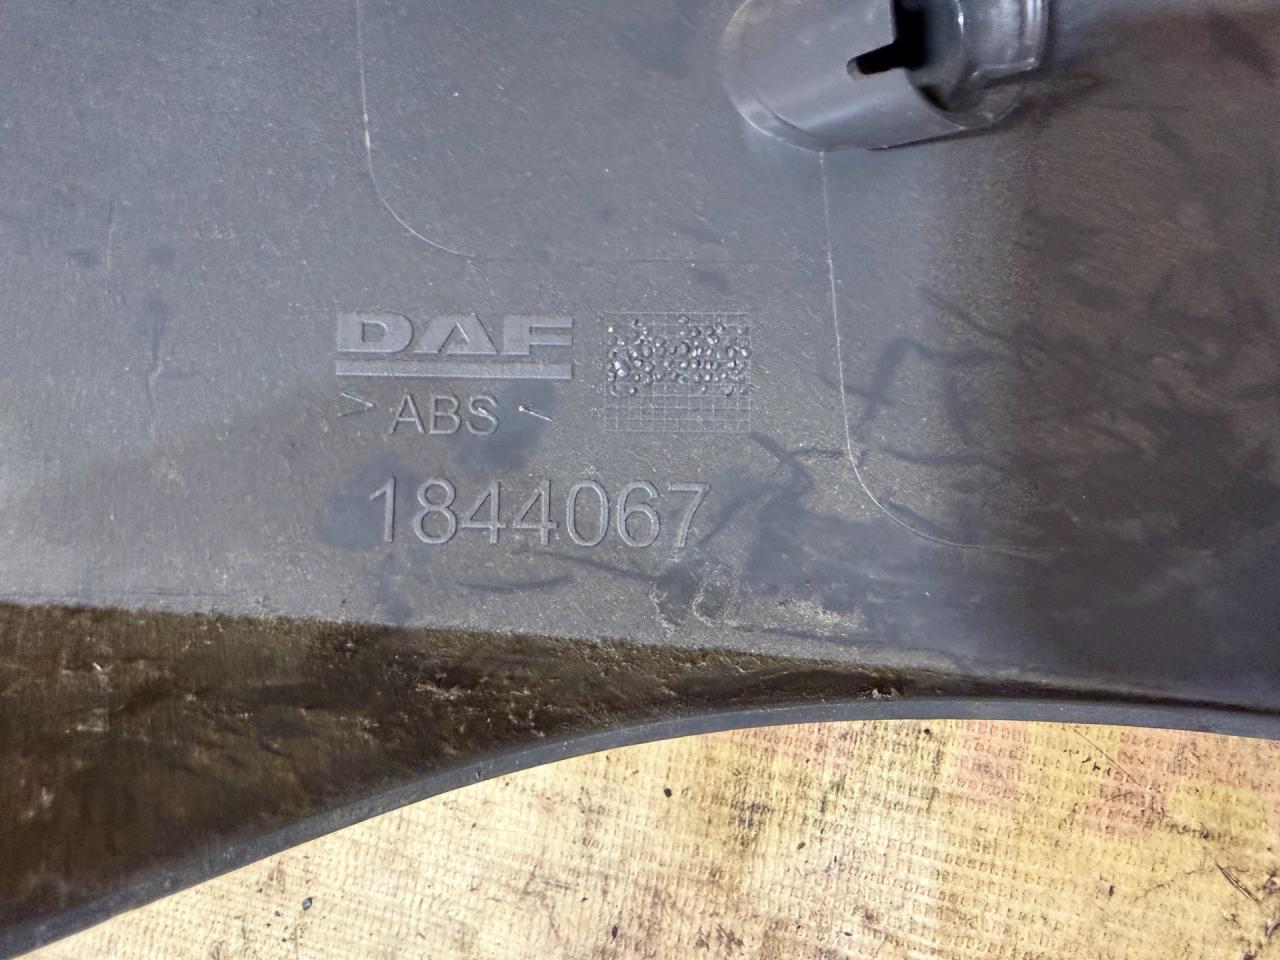 DAF
> ABS <
1844067